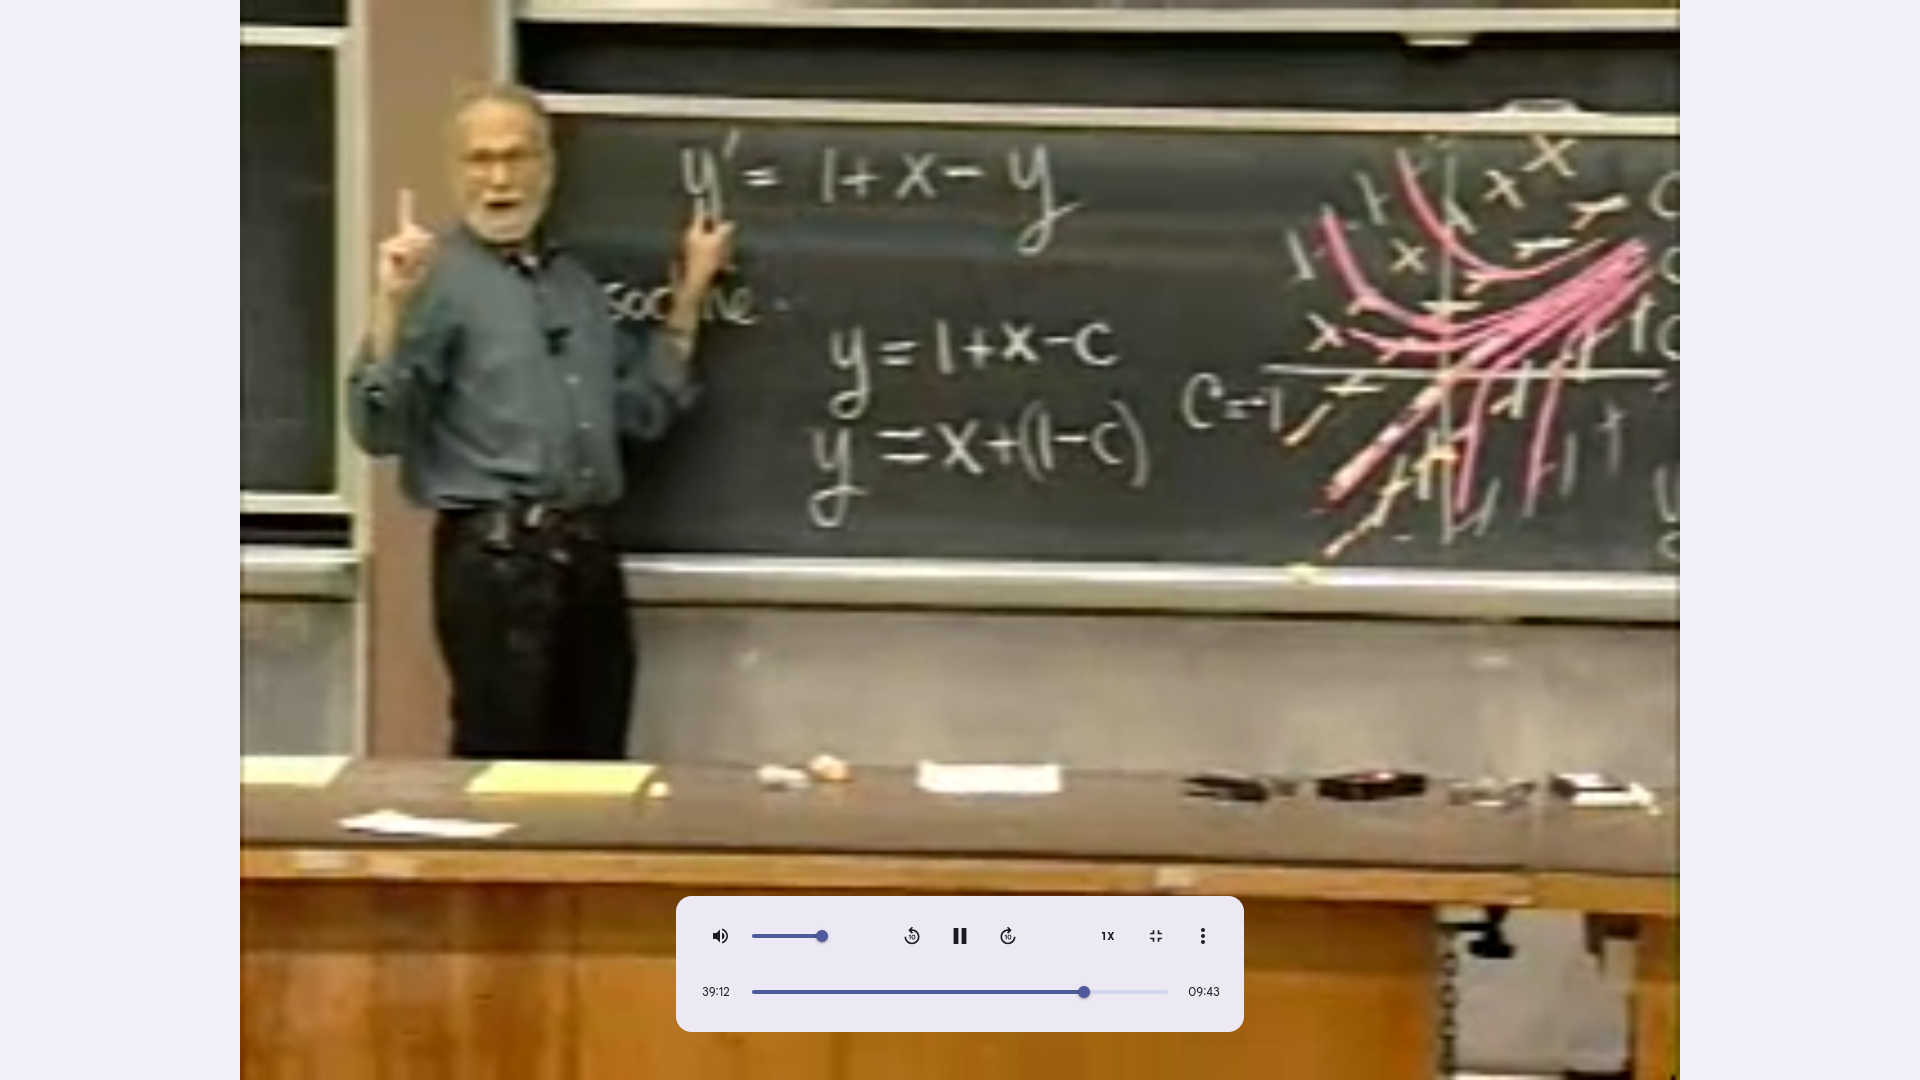 y' = 1 + x - y
y = 1 + x - c
y = x + (1 - c)
C = -1
1X
39:12
09:43